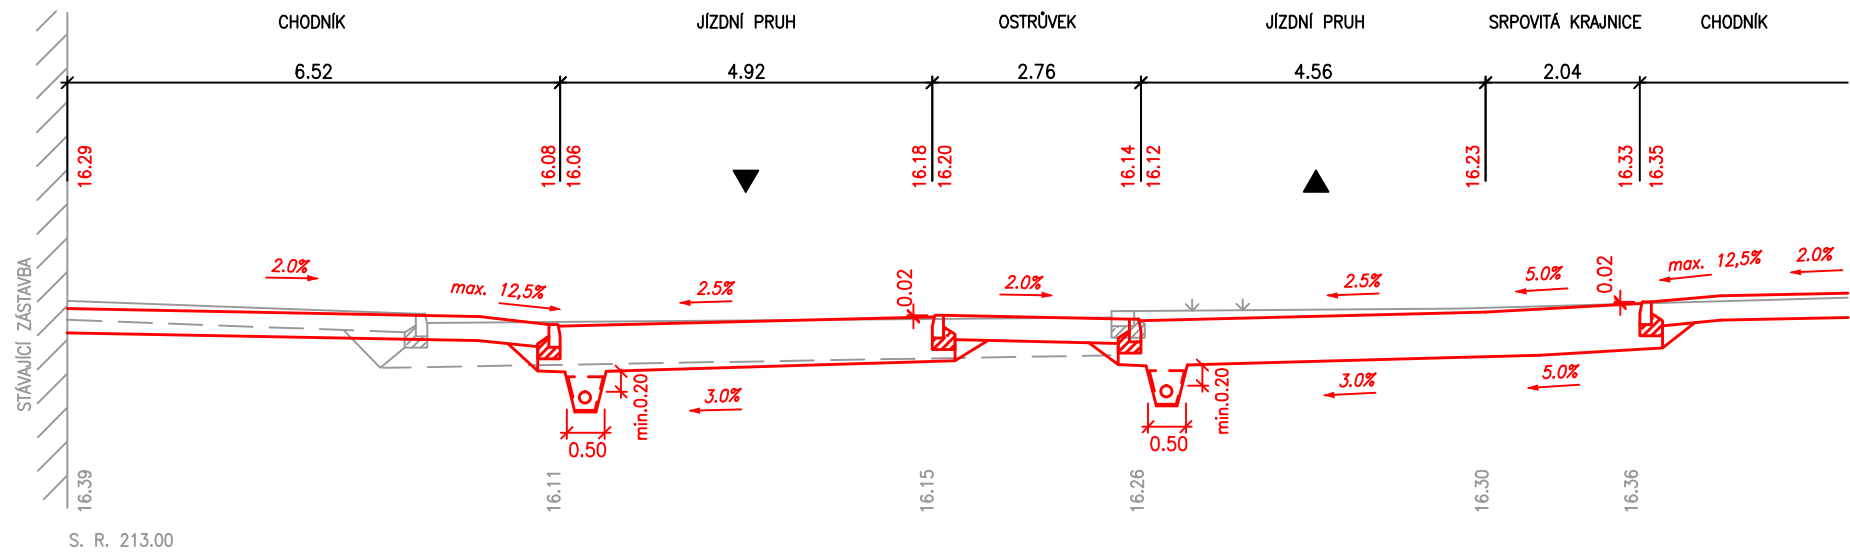 CHODNÍK JÍZDNÍ PRUH OSTRŮVEK JÍZDNÍ PRUH SRPOVITÁ KRAJNICE CHODNÍK
6.52 4.92 2.76 4.56 2.04
16.29 16.08 16.06 16.18 16.20 16.14 16.12 16.23 16.33 16.35
STÁVAJÍCÍ ZÁSTAVBA
2.0% max. 12,5% 2.5% 0.02 2.0% 2.5% 5.0% 0.02 max. 12,5% 2.0%
min.0.20 3.0% min.0.20 3.0% 5.0%
0.50 0.50
16.39 16.11 16.15 16.26 16.30 16.36
S. R. 213.00